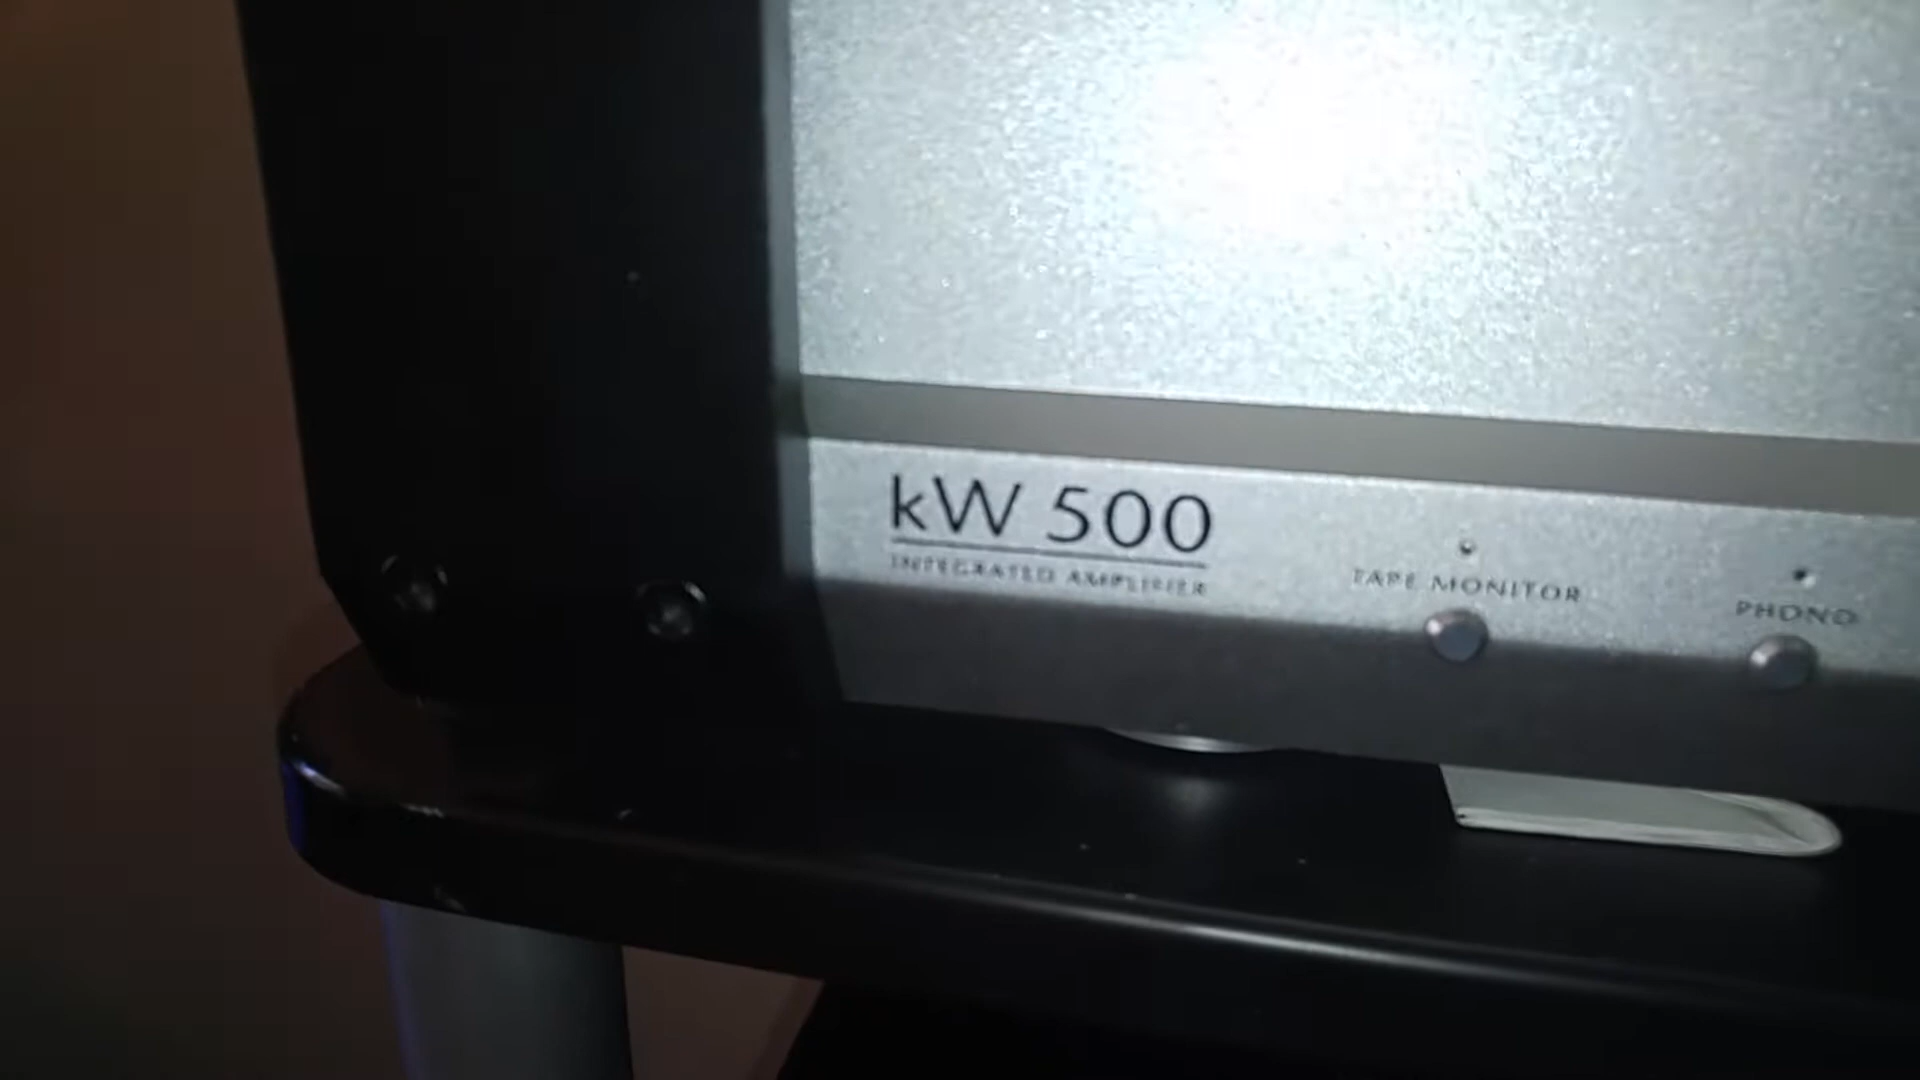 kW 500
INTEGRATED AMPLIFIER
TAPE MONITOR
PHONO